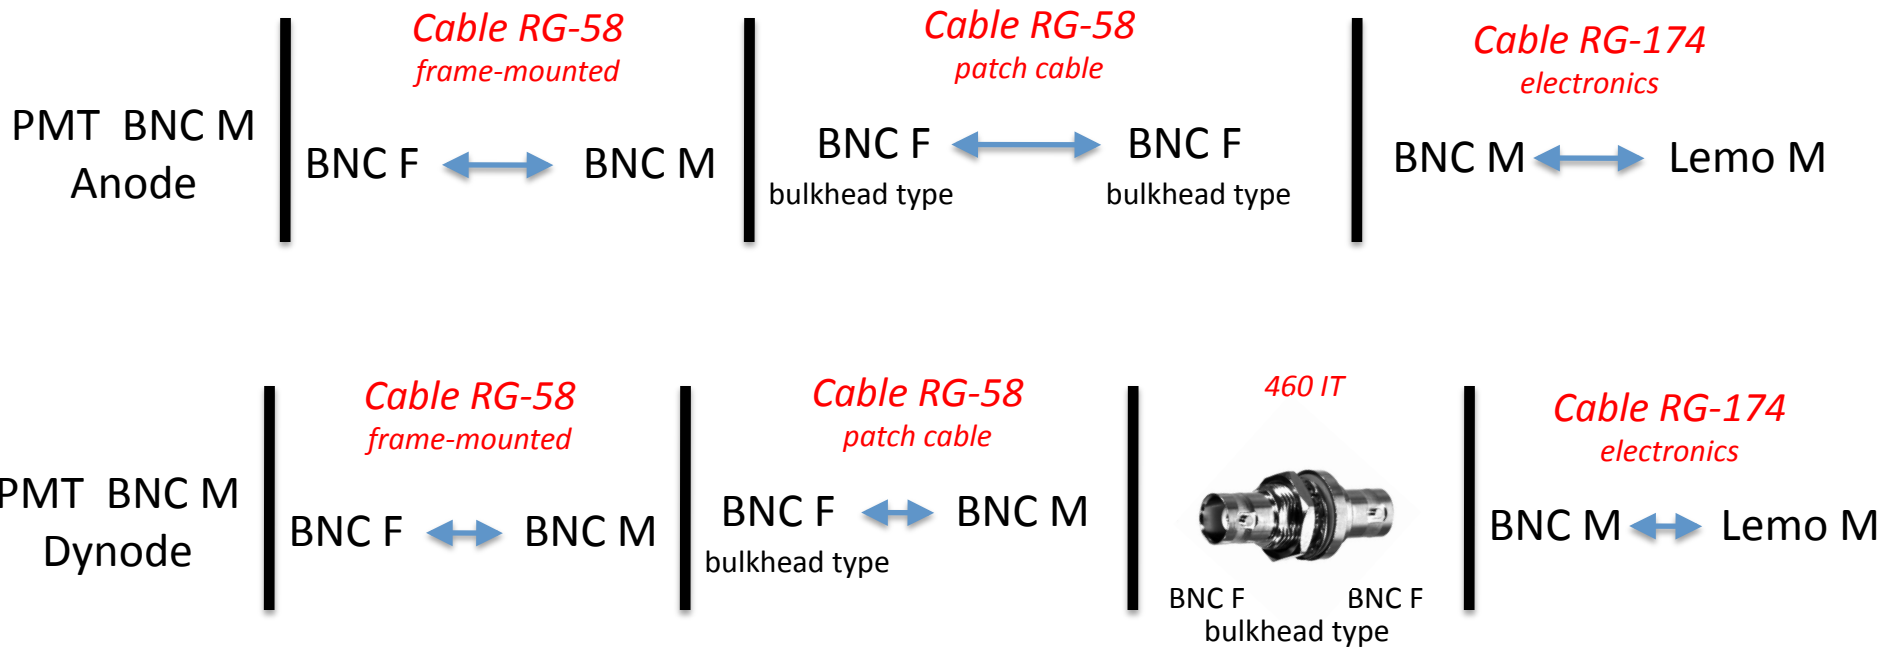 Cable RG-58
frame-mounted
Cable RG-58
patch cable
Cable RG-174
electronics
PMT BNC M
Anode
BNC F
BNC M
BNC F
bulkhead type
BNC F
bulkhead type
BNC M
Lemo M
Cable RG-58
frame-mounted
Cable RG-58
patch cable
460 IT
Cable RG-174
electronics
PMT BNC M
Dynode
BNC F
BNC M
BNC F
bulkhead type
BNC M
BNC F
BNC F
bulkhead type
BNC M
Lemo M